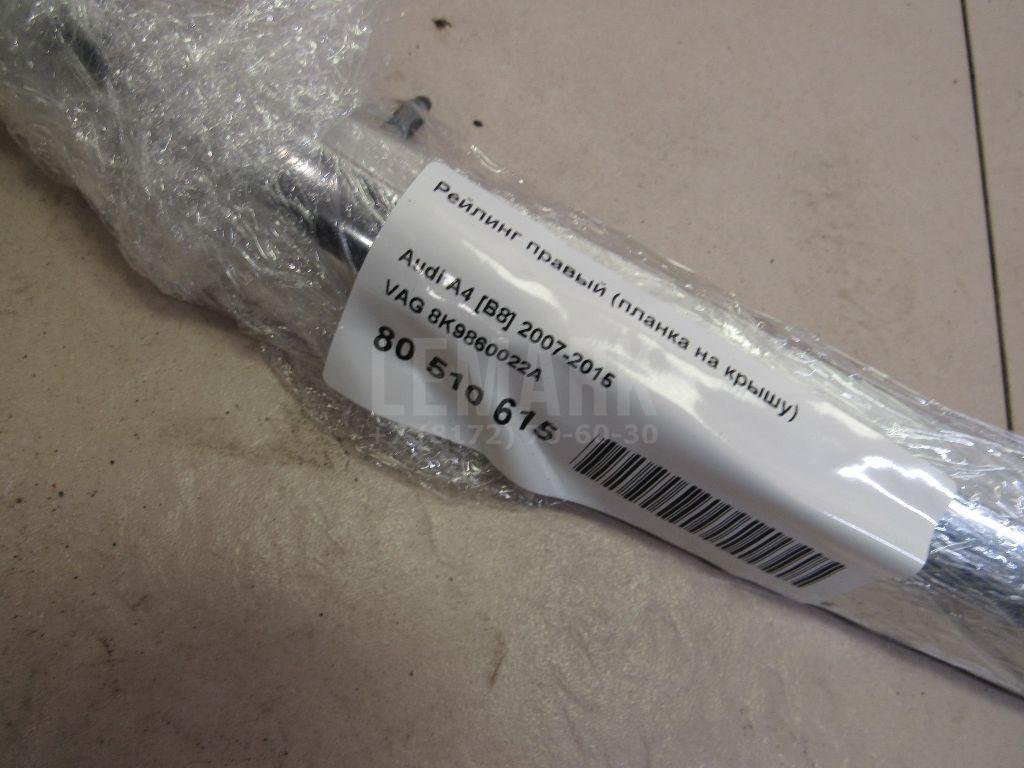 Рейлинг правый (планка на крышу)
Audi A4 [B8] 2007-2015
VAG 8K9860022A
80 510 615
LEMARK